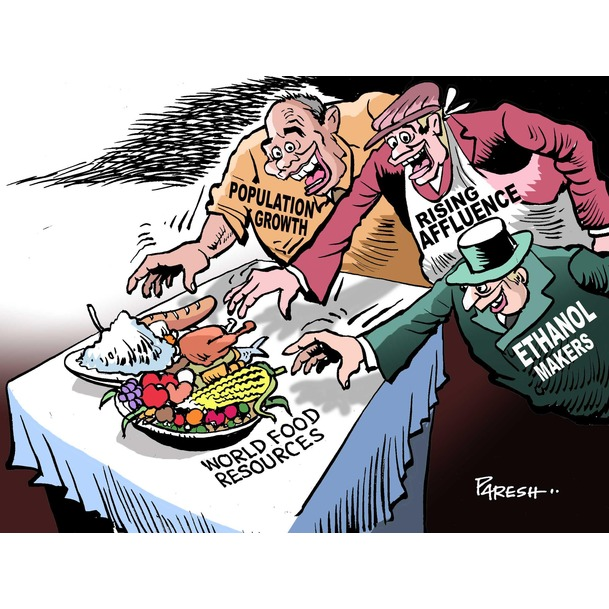 POPULATION
GROWTH
RISING
AFFLUENCE
ETHANOL
MAKERS
WORLD FOOD
RESOURCES
PARESH..